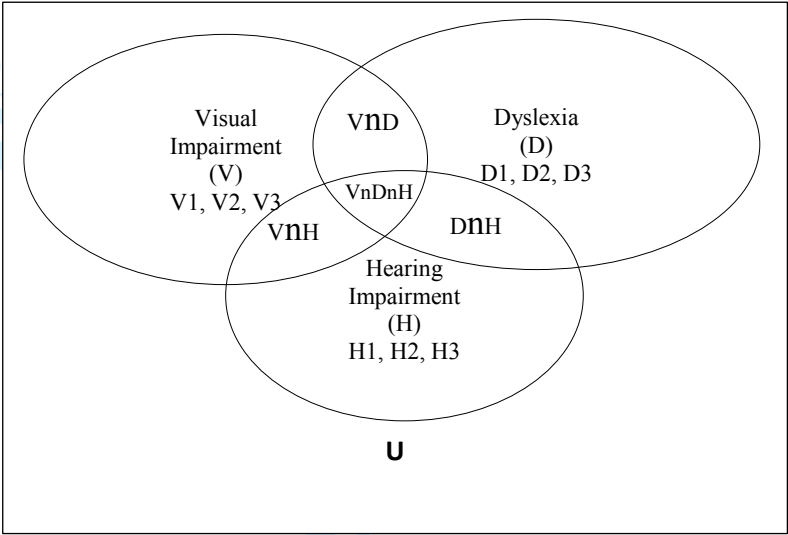 Visual
Impairment
(V)
V1, V2, V3
VnD
Dyslexia
(D)
D1, D2, D3
VnDnH
VnH
DnH
Hearing
Impairment
(H)
H1, H2, H3
U